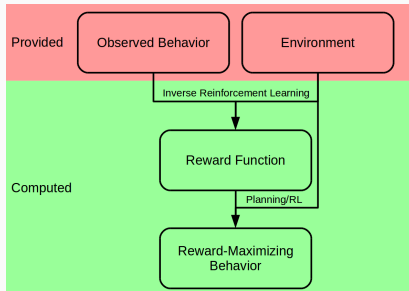 Provided
Observed Behavior
Environment
Inverse Reinforcement Learning
Reward Function
Computed
Planning/RL
Reward-Maximizing
Behavior